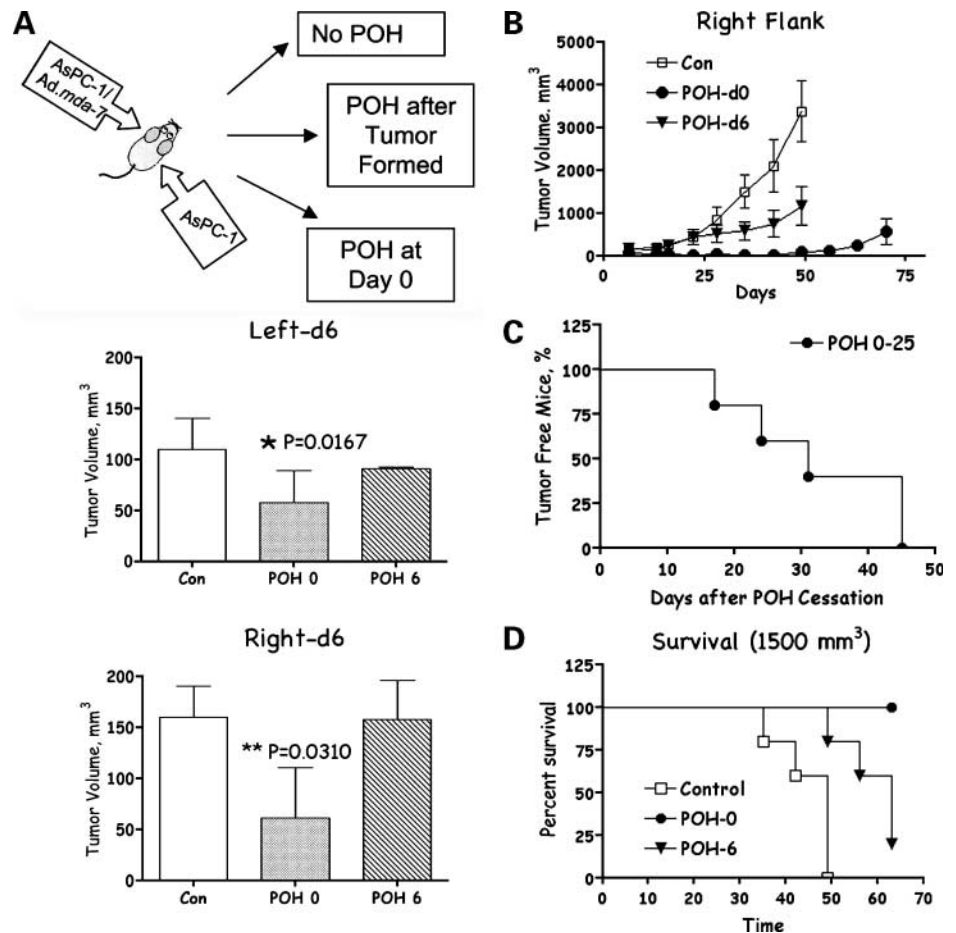 A
AsPC-1/
Ad.mda-7
AsPC-1
No POH
POH after
Tumor
Formed
POH at
Day 0
Left-d6
Tumor Volume, mm3
200
150
100
50
0
* P=0.0167
Con
POH 0
POH 6
Right-d6
Tumor Volume, mm3
200
150
100
50
0
** P=0.0310
Con
POH 0
POH 6
B
Right Flank
Tumor Volume. mm3
5000
4000
3000
2000
1000
0
Con
POH-d0
POH-d6
0
25
50
75
Days
C
Tumor Free Mice, %
125
100
75
50
25
0
POH 0-25
0
10
20
30
40
50
Days after POH Cessation
D
Survival (1500 mm3)
Percent survival
125
100
75
50
25
0
Control
POH-0
POH-6
0
10
20
30
40
50
60
70
Time